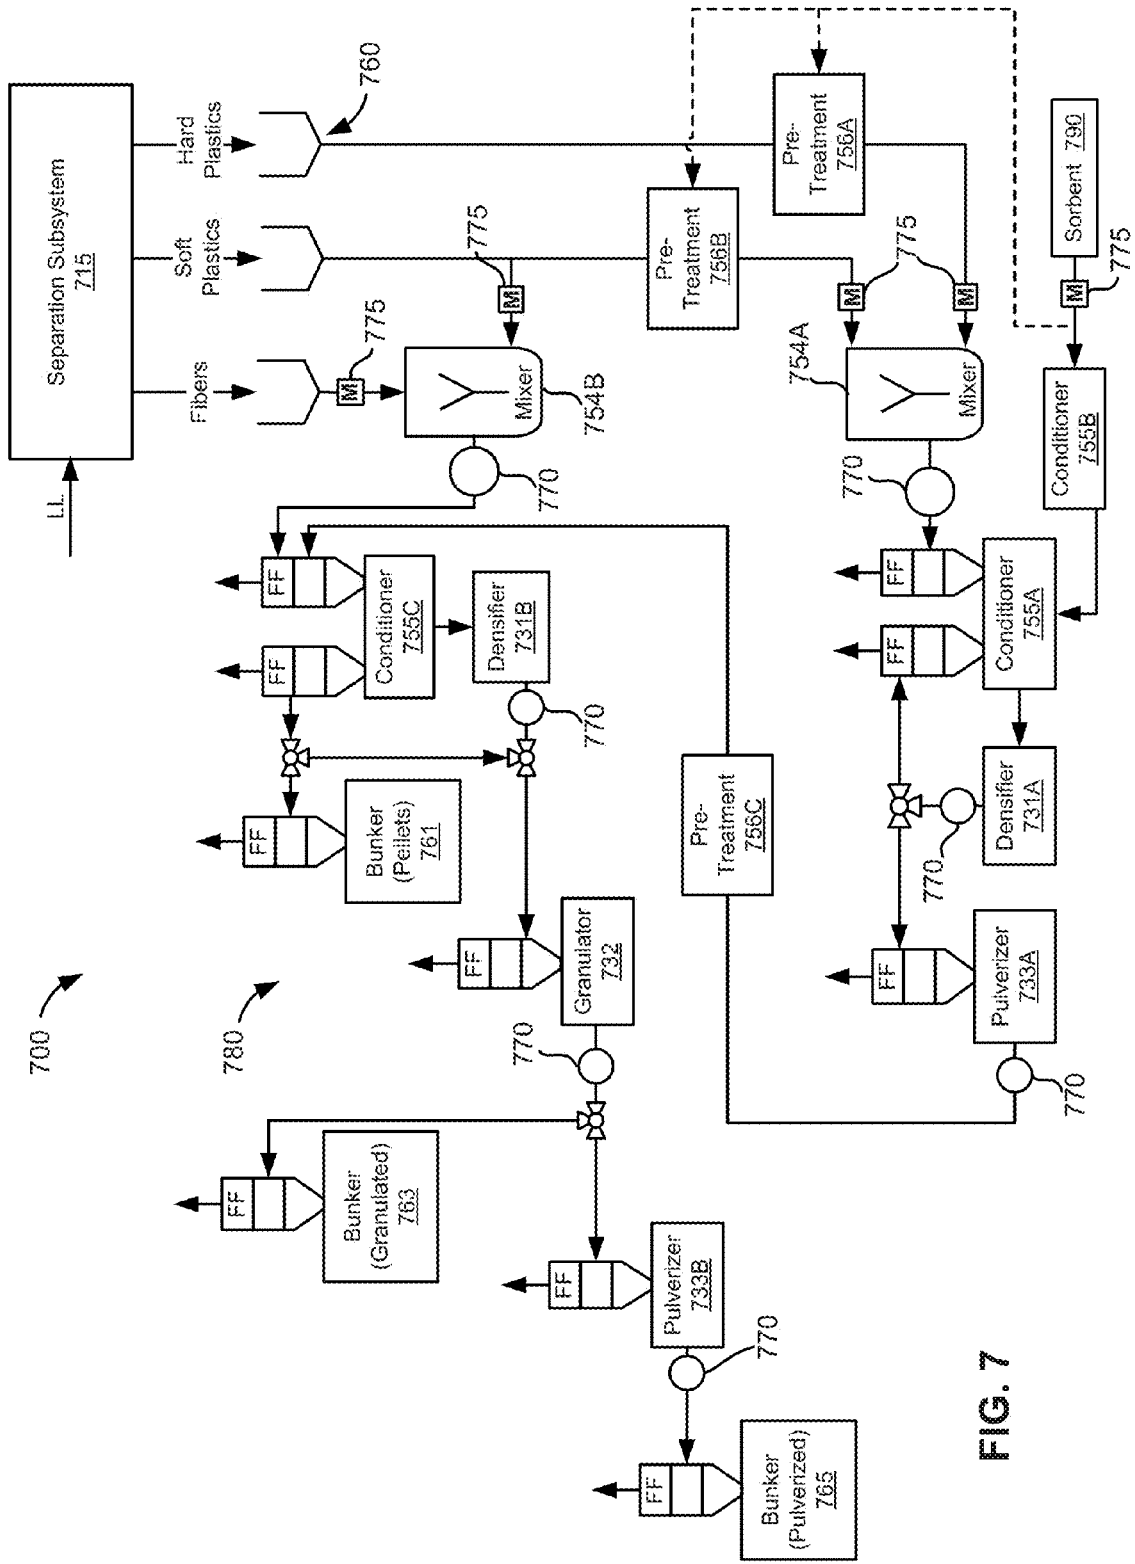 LL
Separation Subsystem
715
Fibers
Soft
Plastics
Hard
Plastics
760
775
M
775
M
Mixer
754B
770
Pre-
Treatment
756B
Pre-
Treatment
756A
775
M
M
754A
Mixer
770
Sorbent 790
M
775
Conditioner
755B
FF
FF
Conditioner
755C
Densifier
731B
770
FF
Bunker
(Pellets)
761
FF
FF
Conditioner
755A
Densifier
731A
770
Pre-
Treatment
756C
FF
Granulator
732
770
FF
Pulverizer
733A
770
700
780
FF
Bunker
(Granulated)
763
FF
Pulverizer
733B
770
FF
Bunker
(Pulverized)
765
FIG. 7